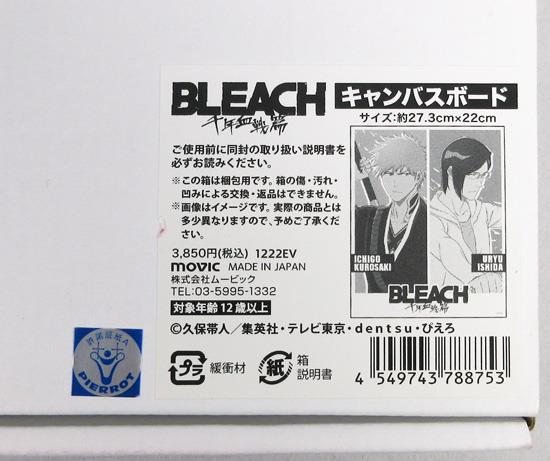 BLEACH
千年血戦篇
キャンバスボード
サイズ:約27.3cm×22cm
ご使用前に同封の取り扱い説明書を
必ずお読みください。
※この箱は梱包用です。箱の傷・汚れ・
凹みによる交換・返品はできません。
※画像はイメージです。実際の商品とは
多少異なりますので、予めご了承くだ
さい。
3,850円(税込) 1222EV
movic MADE IN JAPAN
株式会社ムービック
TEL:03-5995-1332
対象年齢12歳以上
ICHIGO
KUROSAKI
URYU
ISHIDA
BLEACH
千年血戦篇
©久保帯人/集英社・テレビ東京・dentsu・ぴえろ
プラ 緩衝材
紙 箱
説明書
4 549743 788753
許諾証紙A
PIERROT